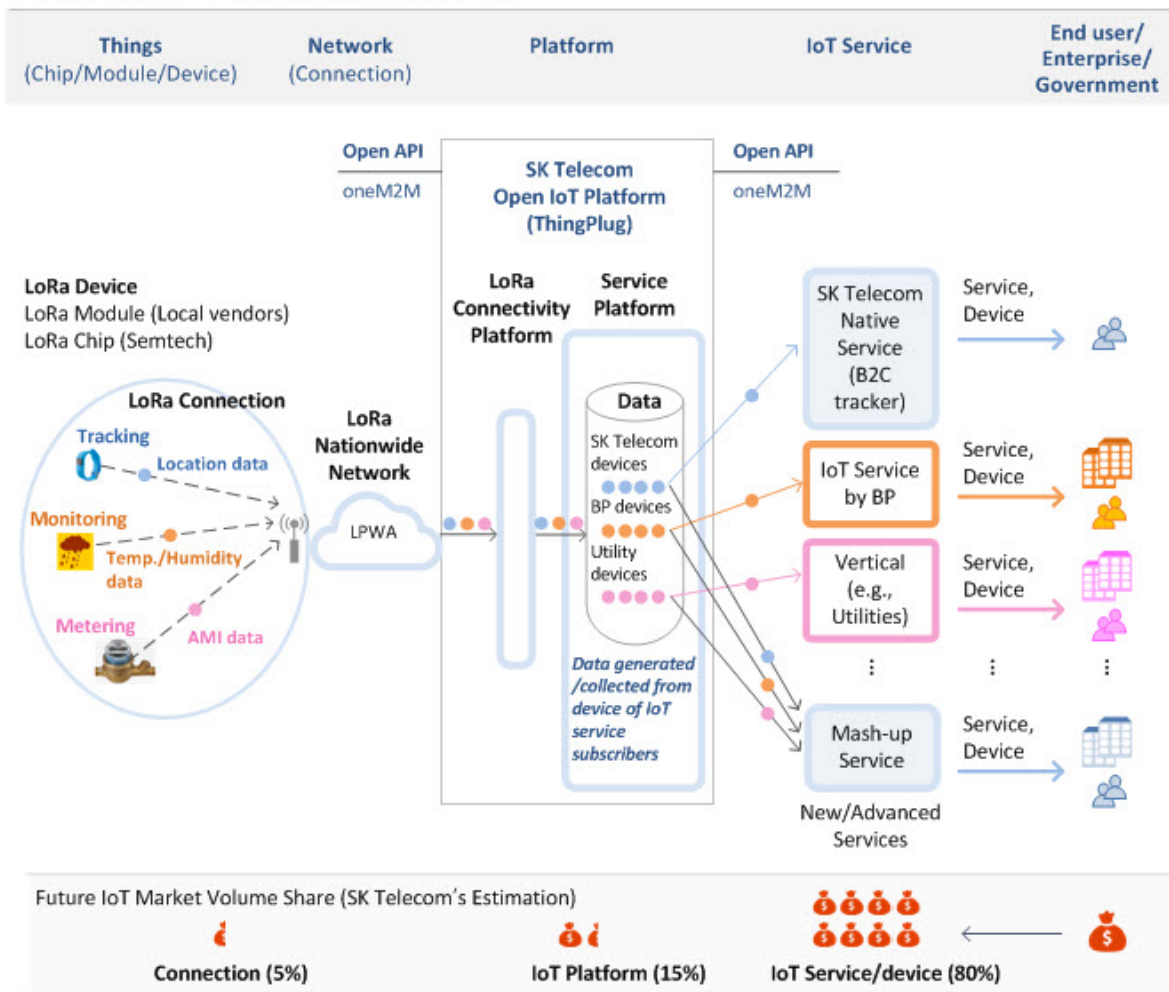 Things
(Chip/Module/Device)
Network
(Connection)
Platform
IoT Service
End user/
Enterprise/
Government
Open API
oneM2M
SK Telecom
Open IoT Platform
(ThingPlug)
Open API
oneM2M
LoRa Device
LoRa Module (Local vendors)
LoRa Chip (Semtech)
LoRa Connection
Tracking
Location data
Monitoring
Temp./Humidity
data
Metering
AMI data
LoRa
Nationwide
Network
LPWA
LoRa
Connectivity
Platform
Service
Platform
Data
SK Telecom
devices
BP devices
Utility
devices
Data generated
/collected from
device of IoT
service
subscribers
SK Telecom
Native
Service
(B2C
tracker)
Service,
Device
IoT Service
by BP
Service,
Device
Vertical
(e.g.,
Utilities)
Service,
Device
Mash-up
Service
Service,
Device
New/Advanced
Services
Future IoT Market Volume Share (SK Telecom's Estimation)
Connection (5%)
IoT Platform (15%)
IoT Service/device (80%)